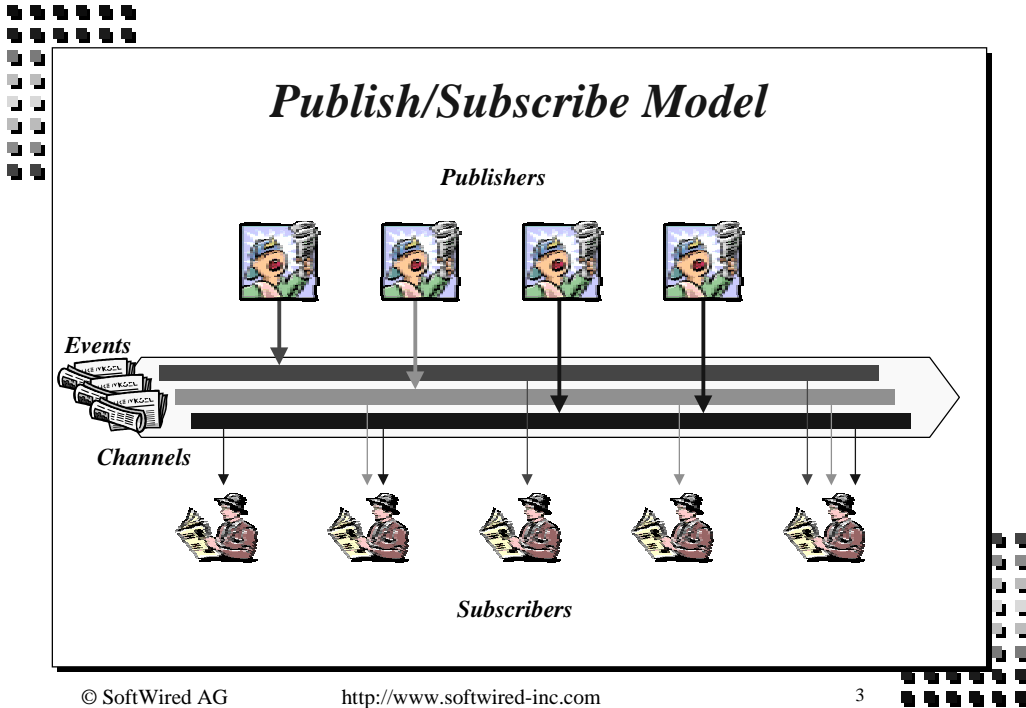 Publish/Subscribe Model
Publishers
Events
Channels
Subscribers
© SoftWired AG http://www.softwired-inc.com 3